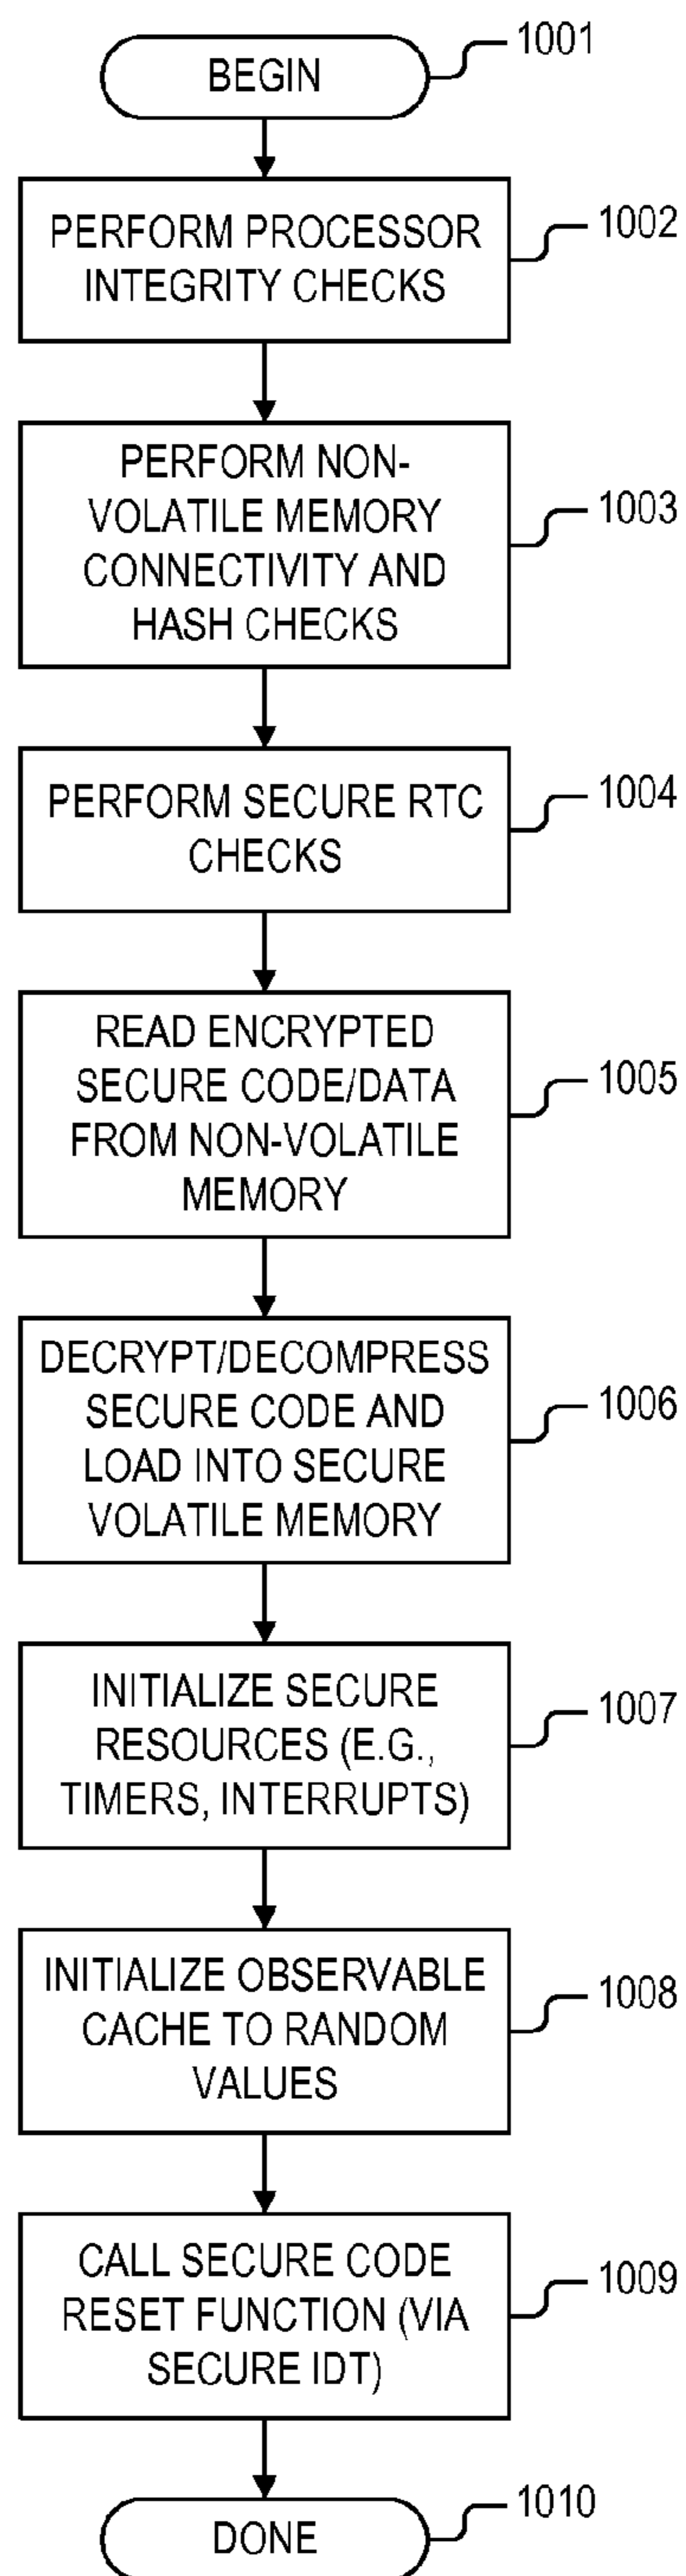 BEGIN
1001
PERFORM PROCESSOR
INTEGRITY CHECKS
1002
PERFORM NON-
VOLATILE MEMORY
CONNECTIVITY AND
HASH CHECKS
1003
PERFORM SECURE RTC
CHECKS
1004
READ ENCRYPTED
SECURE CODE/DATA
FROM NON-VOLATILE
MEMORY
1005
DECRYPT/DECOMPRESS
SECURE CODE AND
LOAD INTO SECURE
VOLATILE MEMORY
1006
INITIALIZE SECURE
RESOURCES (E.G.,
TIMERS, INTERRUPTS)
1007
INITIALIZE OBSERVABLE
CACHE TO RANDOM
VALUES
1008
CALL SECURE CODE
RESET FUNCTION (VIA
SECURE IDT)
1009
DONE
1010